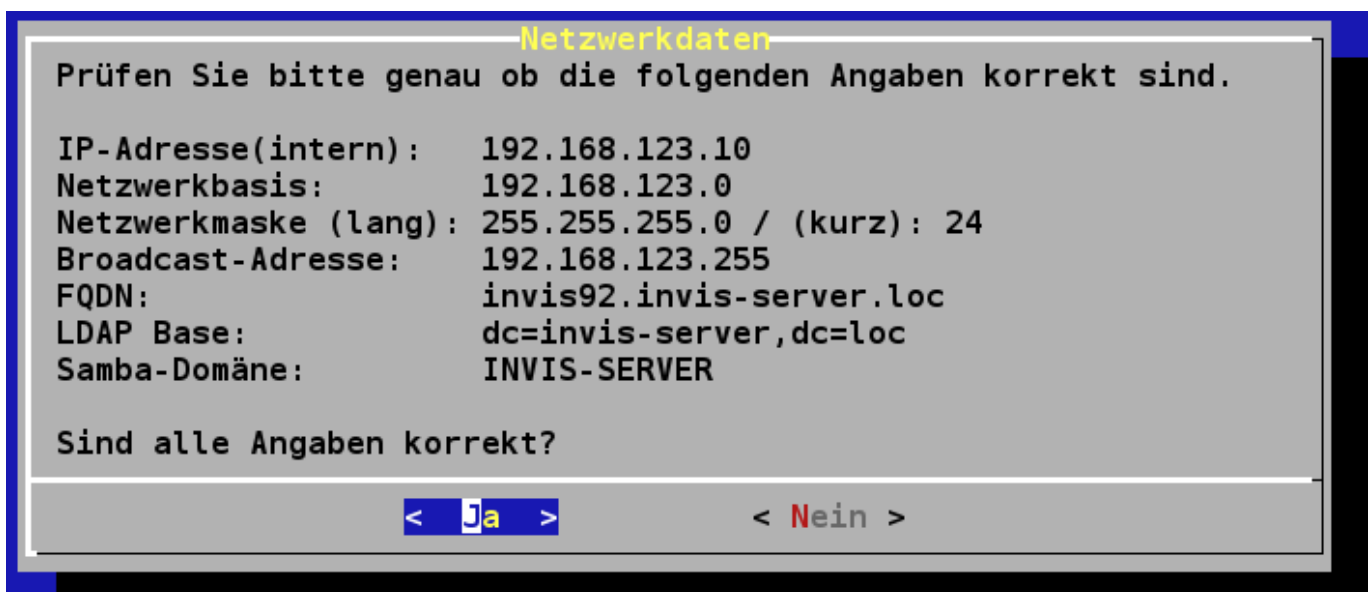 Netzwerkdaten
Prüfen Sie bitte genau ob die folgenden Angaben korrekt sind.
IP-Adresse(intern): 192.168.123.10
Netzwerkbasis: 192.168.123.0
Netzwerkmaske (lang): 255.255.255.0 / (kurz): 24
Broadcast-Adresse: 192.168.123.255
FQDN: invis92.invis-server.loc
LDAP Base: dc=invis-server,dc=loc
Samba-Domäne: INVIS-SERVER
Sind alle Angaben korrekt?
< Ja > < Nein >